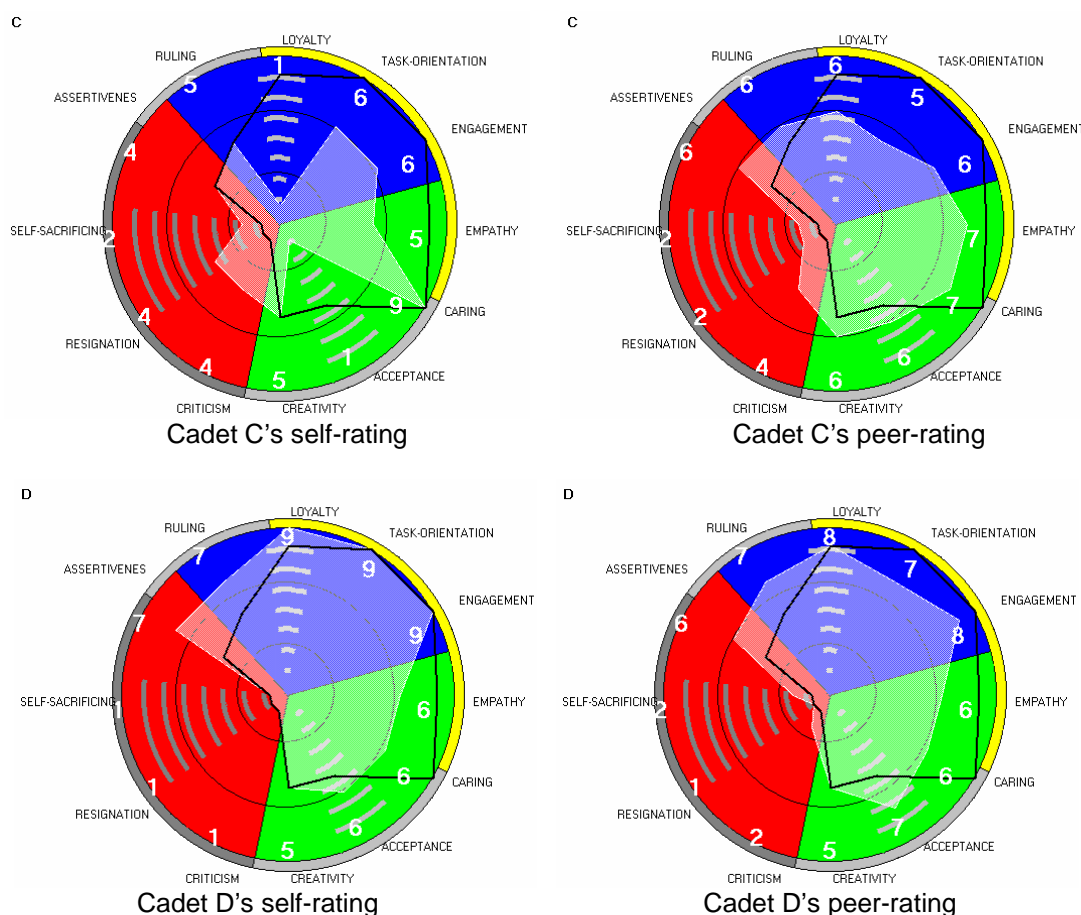 C
LOYALTY
RULING
TASK-ORIENTATION
ASSERTIVENES
ENGAGEMENT
SELF-SACRIFICING
EMPATHY
CARING
RESIGNATION
ACCEPTANCE
CRITICISM
CREATIVITY
1
6
6
5
9
1
5
4
4
2
4
5
Cadet C's self-rating
C
LOYALTY
RULING
TASK-ORIENTATION
ASSERTIVENES
ENGAGEMENT
SELF-SACRIFICING
EMPATHY
CARING
RESIGNATION
ACCEPTANCE
CRITICISM
CREATIVITY
6
5
6
7
7
6
6
4
2
2
6
6
Cadet C's peer-rating
D
LOYALTY
RULING
TASK-ORIENTATION
ASSERTIVENES
ENGAGEMENT
SELF-SACRIFICING
EMPATHY
CARING
RESIGNATION
ACCEPTANCE
CRITICISM
CREATIVITY
9
9
9
6
6
6
5
1
1
1
7
7
Cadet D's self-rating
D
LOYALTY
RULING
TASK-ORIENTATION
ASSERTIVENES
ENGAGEMENT
SELF-SACRIFICING
EMPATHY
CARING
RESIGNATION
ACCEPTANCE
CRITICISM
CREATIVITY
8
7
8
6
6
7
5
2
1
2
6
7
Cadet D's peer-rating